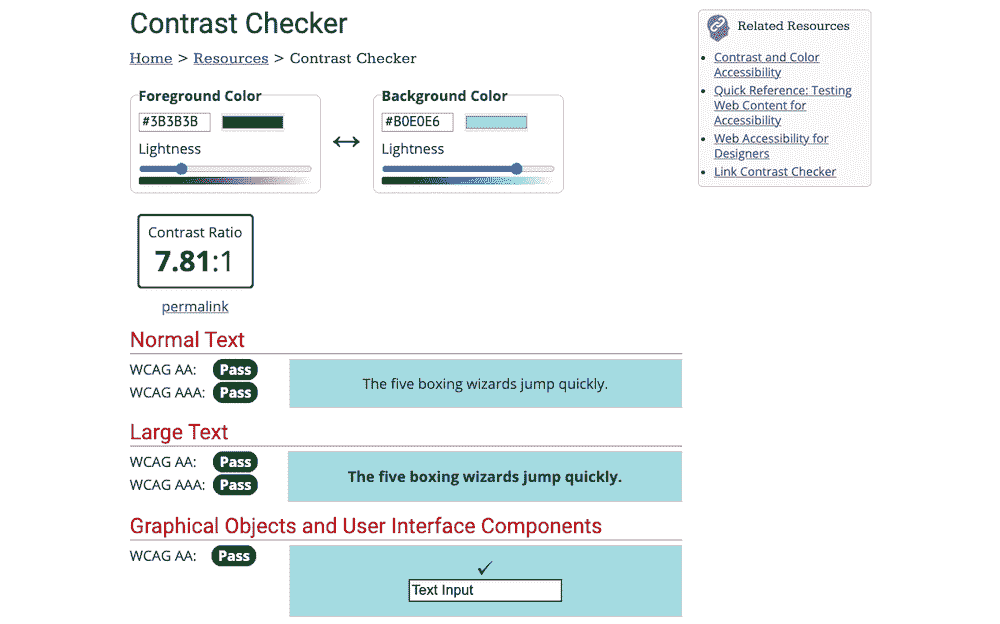 Contrast Checker
Home > Resources > Contrast Checker
Foreground Color
#3B3B3B
Lightness
Background Color
#B0E0E6
Lightness
Contrast Ratio
7.81:1
permalink
Normal Text
WCAG AA: Pass
WCAG AAA: Pass
The five boxing wizards jump quickly.
Large Text
WCAG AA: Pass
WCAG AAA: Pass
The five boxing wizards jump quickly.
Graphical Objects and User Interface Components
WCAG AA: Pass
Text Input
Related Resources
Contrast and Color
Accessibility
Quick Reference: Testing
Web Content for
Accessibility
Web Accessibility for
Designers
Link Contrast Checker